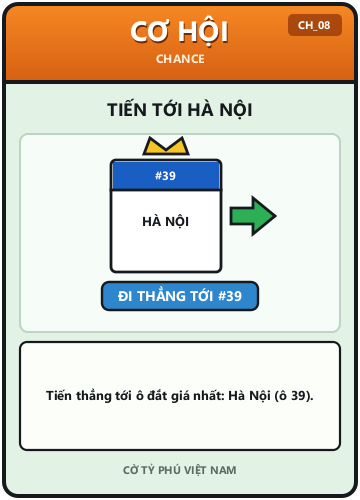 CƠ HỘI
CH_08
CHANCE
TIẾN TỚI HÀ NỘI
#39
HÀ NỘI
ĐI THẲNG TỚI #39
Tiến thẳng tới ô đắt giá nhất: Hà Nội (ô 39).
CỜ TỶ PHÚ VIỆT NAM